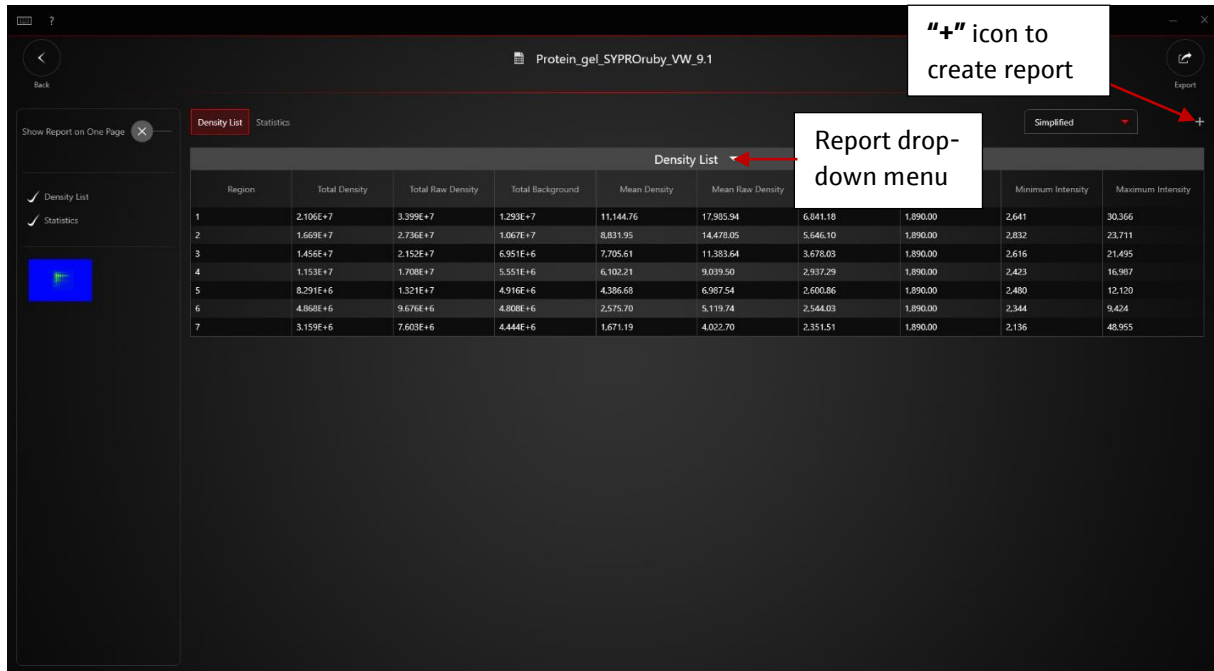 ?
“+” icon to
create report
Protein_gel_SYPROruby_VW_9.1
Back
Export
Show Report on One Page
Density List Statistics
Simplified
+
Report drop-
down menu
Density List
Density List
Statistics
Region Total Density Total Raw Density Total Background Mean Density Mean Raw Density Minimum Intensity Maximum Intensity
1 2.106E+7 3.399E+7 1.293E+7 11,144.76 17,985.94 6,841.18 1,890.00 2,641 30,366
2 1.669E+7 2.736E+7 1.067E+7 8,831.95 14,478.05 5,646.10 1,890.00 2,832 23,711
3 1.456E+7 2.152E+7 6.951E+6 7,705.61 11,383.64 3,678.03 1,890.00 2,616 21,495
4 1.153E+7 1.708E+7 5.551E+6 6,102.21 9,039.50 2,937.29 1,890.00 2,423 16,987
5 8.291E+6 1.321E+7 4.916E+6 4,386.68 6,987.54 2,600.86 1,890.00 2,480 12,120
6 4.868E+6 9.676E+6 4.808E+6 2,575.70 5,119.74 2,544.03 1,890.00 2,344 9,424
7 3.159E+6 7.603E+6 4.444E+6 1,671.19 4,022.70 2,351.51 1,890.00 2,136 48,955